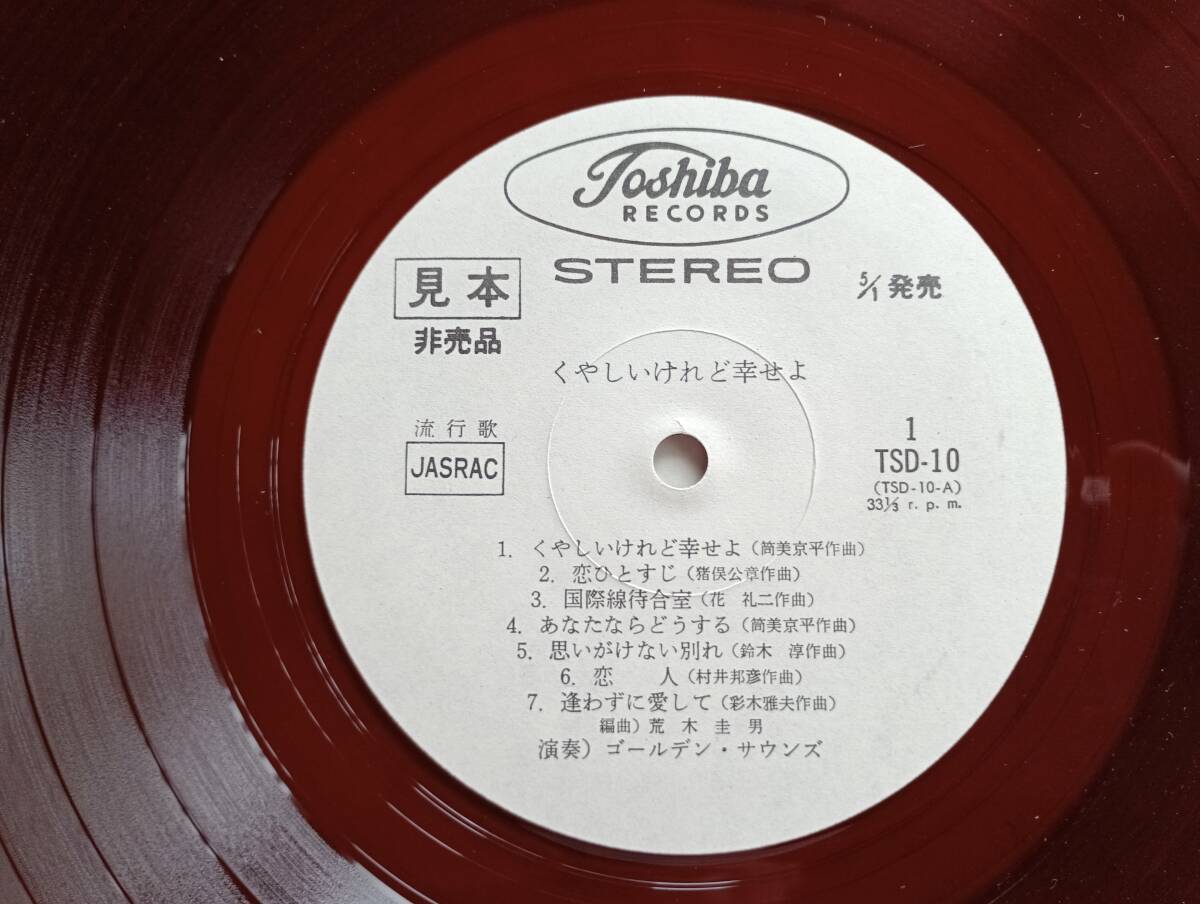 Toshiba
RECORDS
STEREO
見本
非売品
5/1 発売
くやしいけれど幸せよ
流行歌
JASRAC
1
TSD-10
(TSD-10-A)
33⅓ r. p. m.
1. くやしいけれど幸せよ(筒美京平作曲)
2. 恋ひとすじ(猪俣公章作曲)
3. 国際線待合室(花 礼二作曲)
4. あなたならどうする(筒美京平作曲)
5. 思いがけない別れ(鈴木 淳作曲)
6. 恋 人(村井邦彦作曲)
7. 逢わずに愛して(彩木雅夫作曲)
編曲) 荒木圭男
演奏) ゴールデン・サウンズ